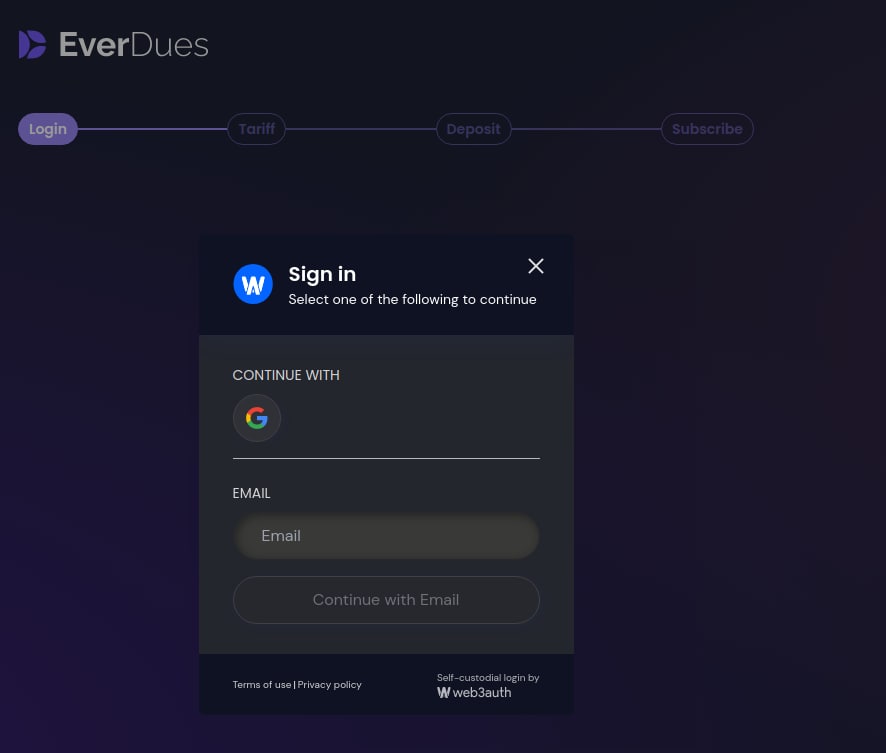 EverDues
Login Tariff Deposit Subscribe
Sign in
Select one of the following to continue
CONTINUE WITH
EMAIL
Email
Continue with Email
Terms of use | Privacy policy
Self-custodial login by
web3auth